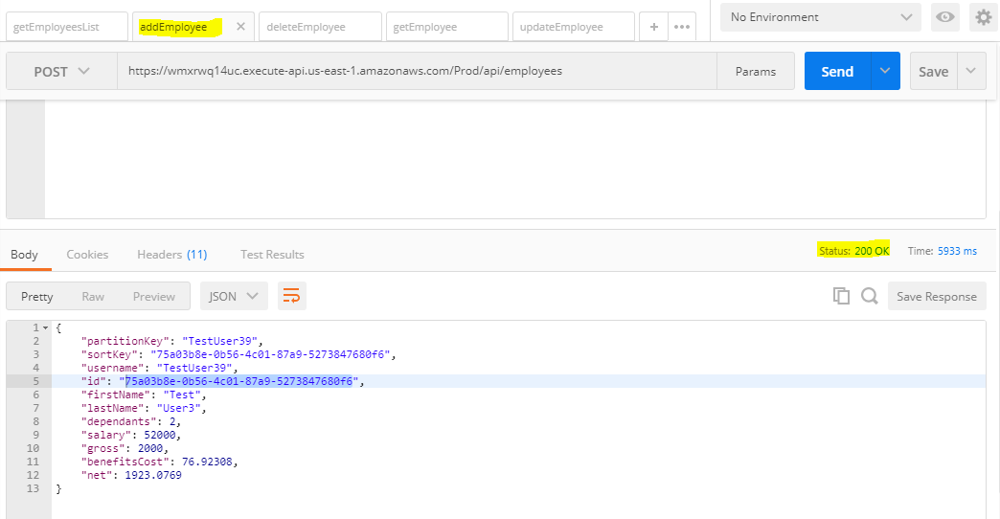 getEmployeesList addEmployee × deleteEmployee getEmployee updateEmployee + ••• No Environment
POST https://wmxrwq14uc.execute-api.us-east-1.amazonaws.com/Prod/api/employees Params Send Save
Body Cookies Headers (11) Test Results Status: 200 OK Time: 5933 ms
Pretty Raw Preview JSON Save Response
1 {
2 "partitionKey": "TestUser39",
3 "sortKey": "75a03b8e-0b56-4c01-87a9-5273847680f6",
4 "username": "TestUser39",
5 "id": "75a03b8e-0b56-4c01-87a9-5273847680f6",
6 "firstName": "Test",
7 "lastName": "User3",
8 "dependants": 2,
9 "salary": 52000,
10 "gross": 2000,
11 "benefitsCost": 76.92308,
12 "net": 1923.0769
13 }